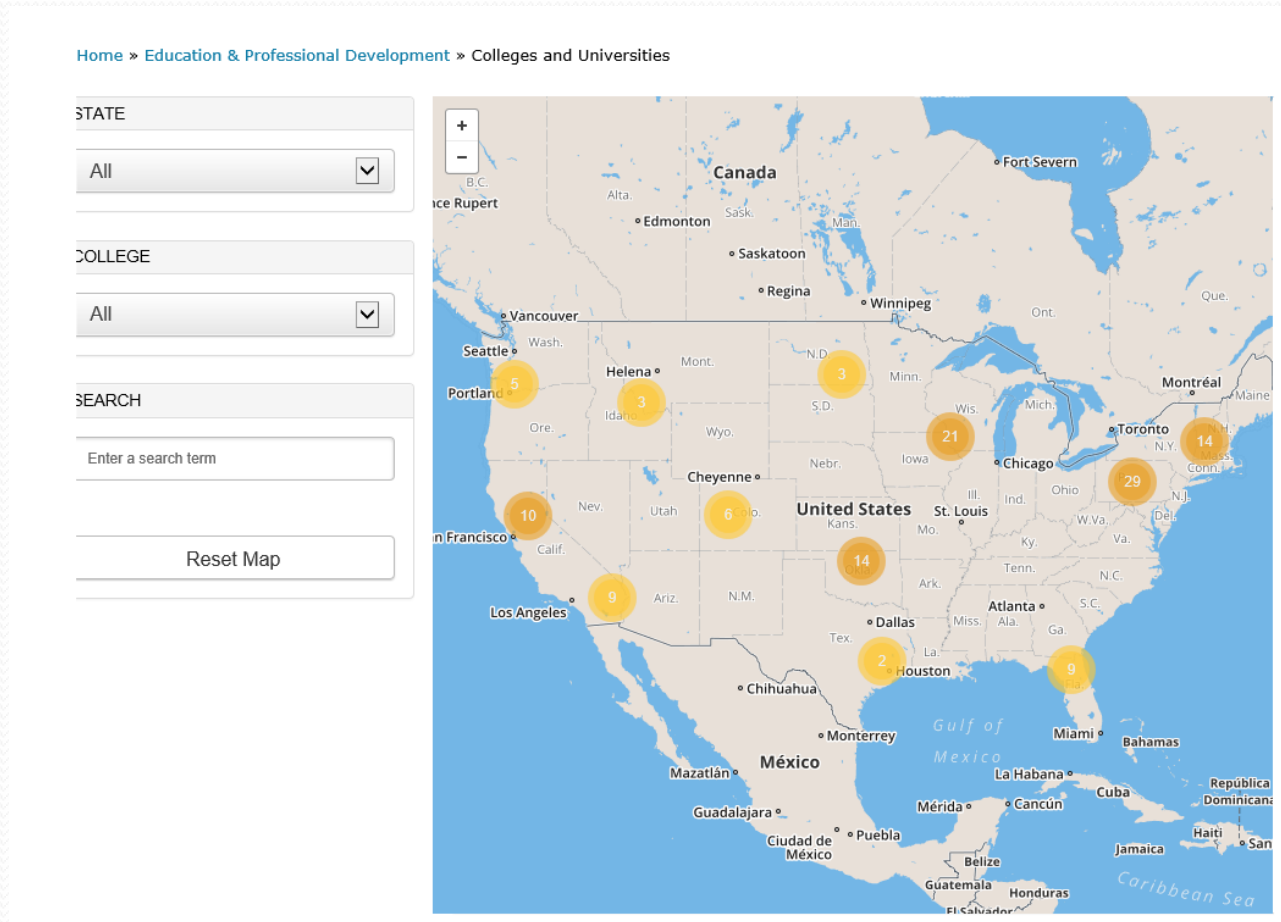 Home » Education & Professional Development » Colleges and Universities
STATE
All
COLLEGE
All
SEARCH
Enter a search term
Reset Map
+
−
Canada
Fort Severn
B.C.
Alta.
Sask.
Man.
Edmonton
Saskatoon
Regina
Winnipeg
Ont.
Que.
Vancouver
Seattle
Wash.
Helena
Mont.
N.D.
3
Minn.
Portland
5
3
Idaho
S.D.
Wis.
Mich.
Montréal
Maine
Ore.
Wyo.
21
Toronto
N.Y.
N.H.
14
Mass.
Conn.
Nebr.
Iowa
Chicago
Cheyenne
29
Ohio
Ind.
Ill.
N.J.
10
Nev.
Utah
6
Colo.
United States
Kans.
St. Louis
Mo.
W.Va.
Del.
Va.
Calif.
14
Okla.
Ky.
Tenn.
N.C.
9
Ariz.
N.M.
Ark.
Los Angeles
Atlanta
S.C.
Dallas
Miss.
Ala.
Ga.
Tex.
La.
2
Houston
9
Fla.
Chihuahua
Gulf of
Mexico
Miami
Bahamas
Monterrey
México
Mazatlán
La Habana
Cuba
República
Dominicana
Guadalajara
Mérida
Cancún
Ciudad de
México
Puebla
Haiti
Jamaica
Belize
Guatemala
Honduras
Caribbean Sea
El Salvador